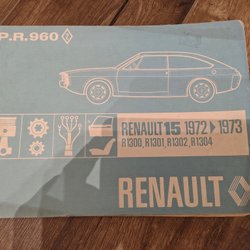 P.R.960
RENAULT 15 1972 ▶ 1973
R1300, R1301, R1302, R1304
RENAULT